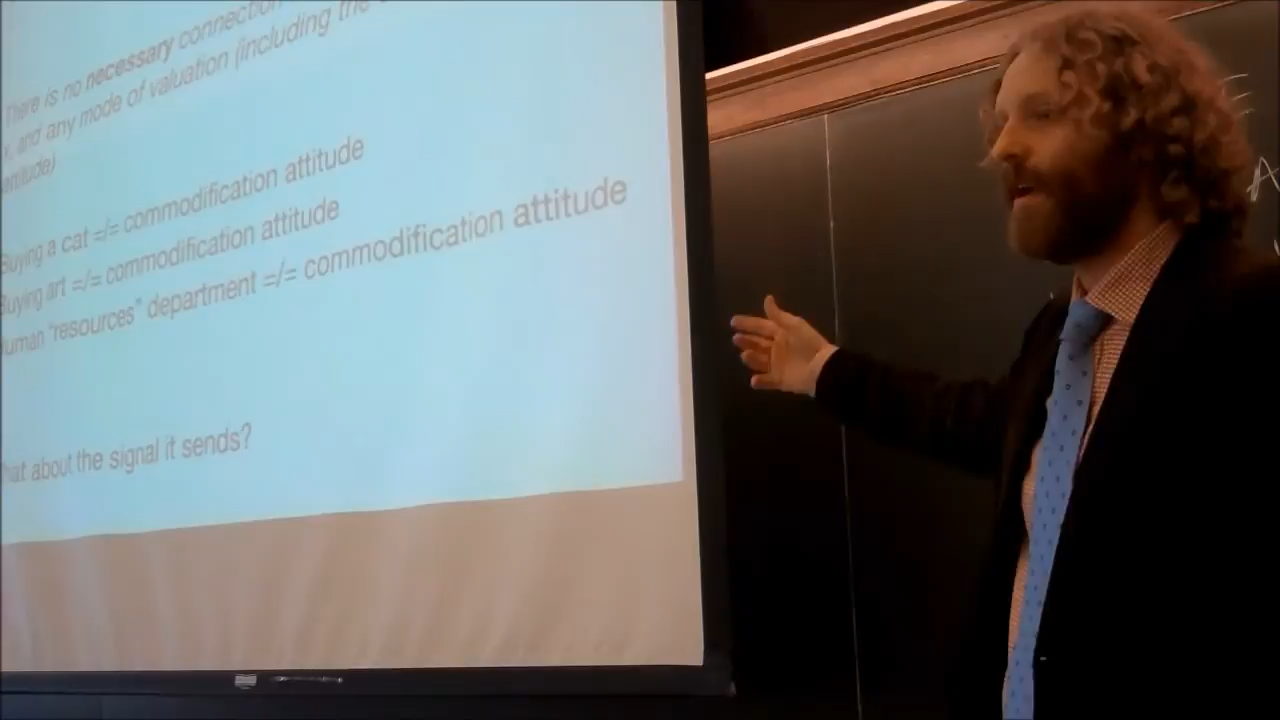 There is no necessary connection
x, and any mode of valuation (including the
attitude)
Buying a cat =/= commodification attitude
Buying art =/= commodification attitude
Human "resources" department =/= commodification attitude
What about the signal it sends?
A